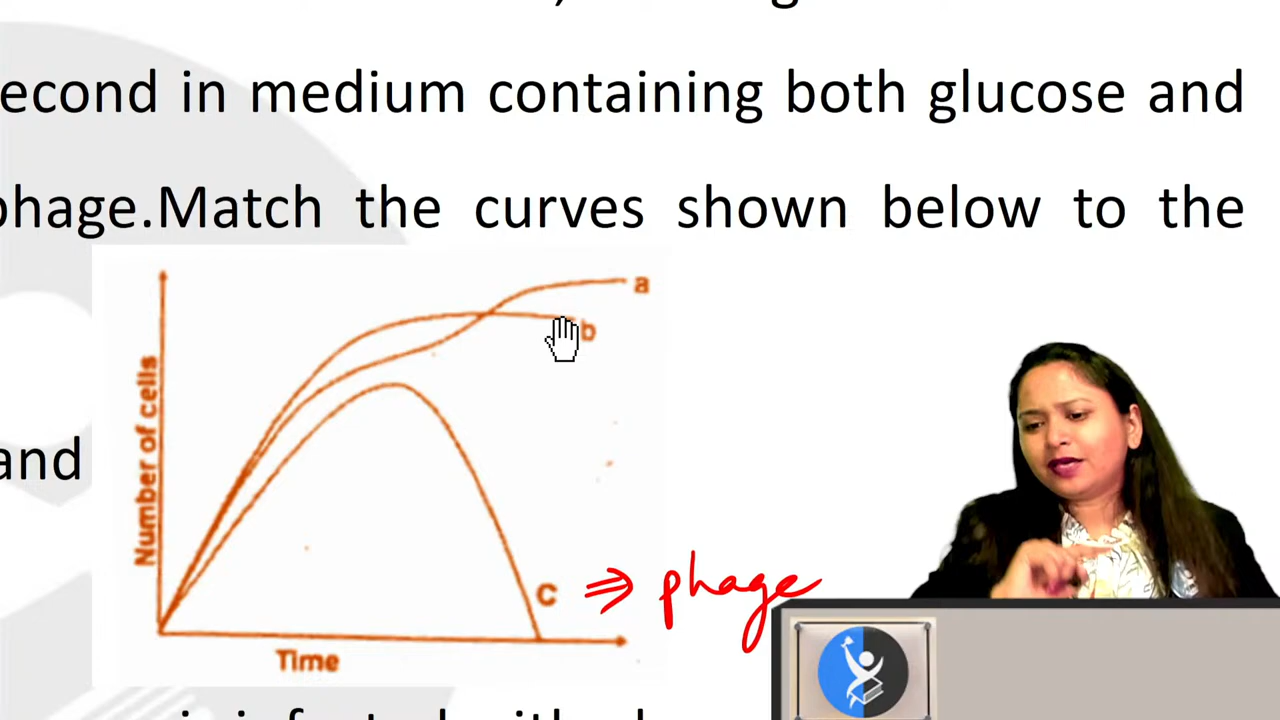 econd in medium containing both glucose and
phage.Match the curves shown below to the
a
b
Number of cells
and
C ⇒ phage
Time